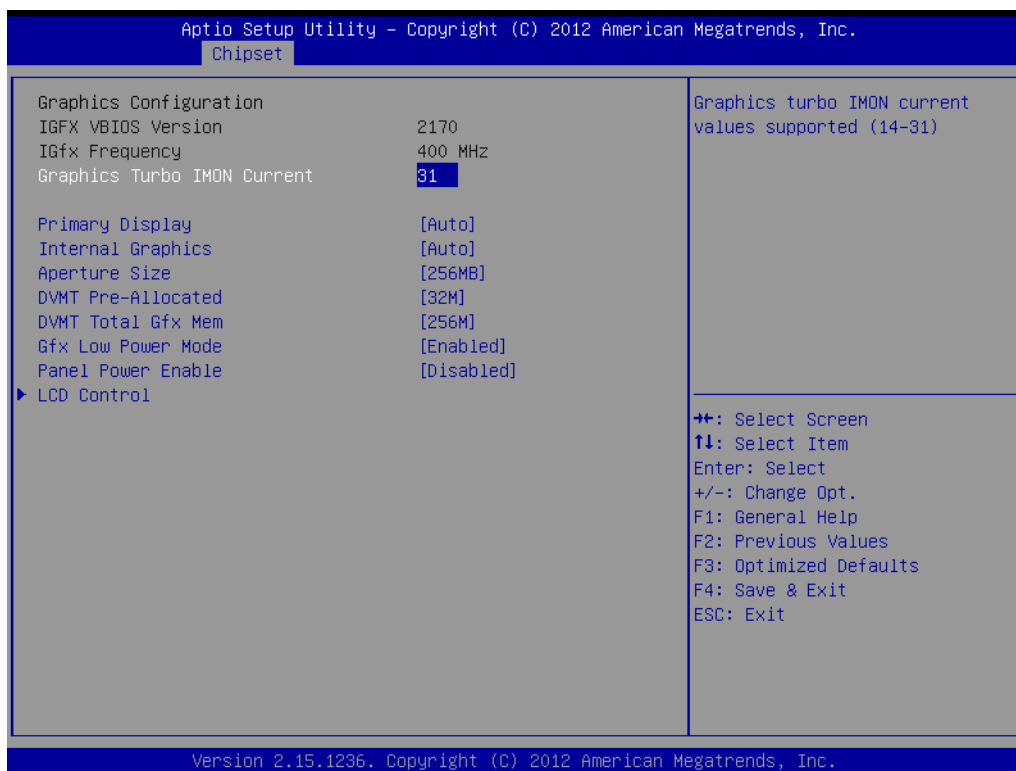 Aptio Setup Utility – Copyright (C) 2012 American Megatrends, Inc.
Chipset
Graphics Configuration
IGFX VBIOS Version 2170
IGfx Frequency 400 MHz
Graphics Turbo IMON Current 31
Primary Display [Auto]
Internal Graphics [Auto]
Aperture Size [256MB]
DVMT Pre-Allocated [32M]
DVMT Total Gfx Mem [256M]
Gfx Low Power Mode [Enabled]
Panel Power Enable [Disabled]
LCD Control
Graphics turbo IMON current
values supported (14-31)
→←: Select Screen
↑↓: Select Item
Enter: Select
+/-: Change Opt.
F1: General Help
F2: Previous Values
F3: Optimized Defaults
F4: Save & Exit
ESC: Exit
Version 2.15.1236. Copyright (C) 2012 American Megatrends, Inc.